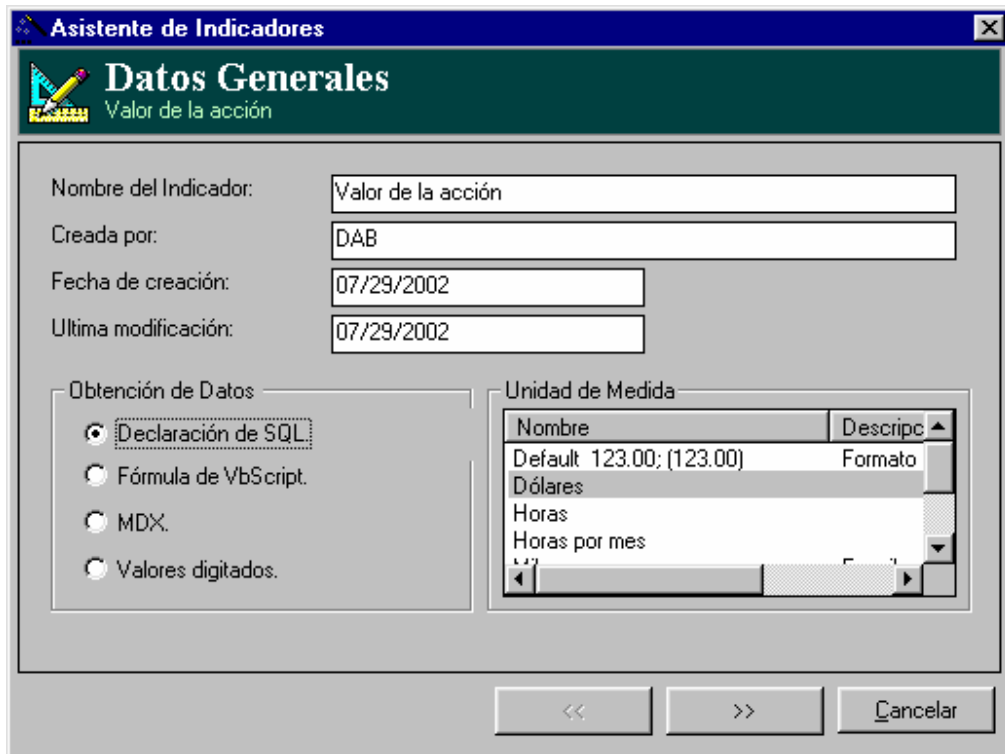 Asistente de Indicadores
Datos Generales
Valor de la acción
Nombre del Indicador: Valor de la acción
Creada por: DAB
Fecha de creación: 07/29/2002
Ultima modificación: 07/29/2002
Obtención de Datos
Declaración de SQL.
Fórmula de VbScript.
MDX.
Valores digitados.
Unidad de Medida
Nombre Descripc
Default 123.00; (123.00) Formato
Dólares
Horas
Horas por mes
<< >> Cancelar